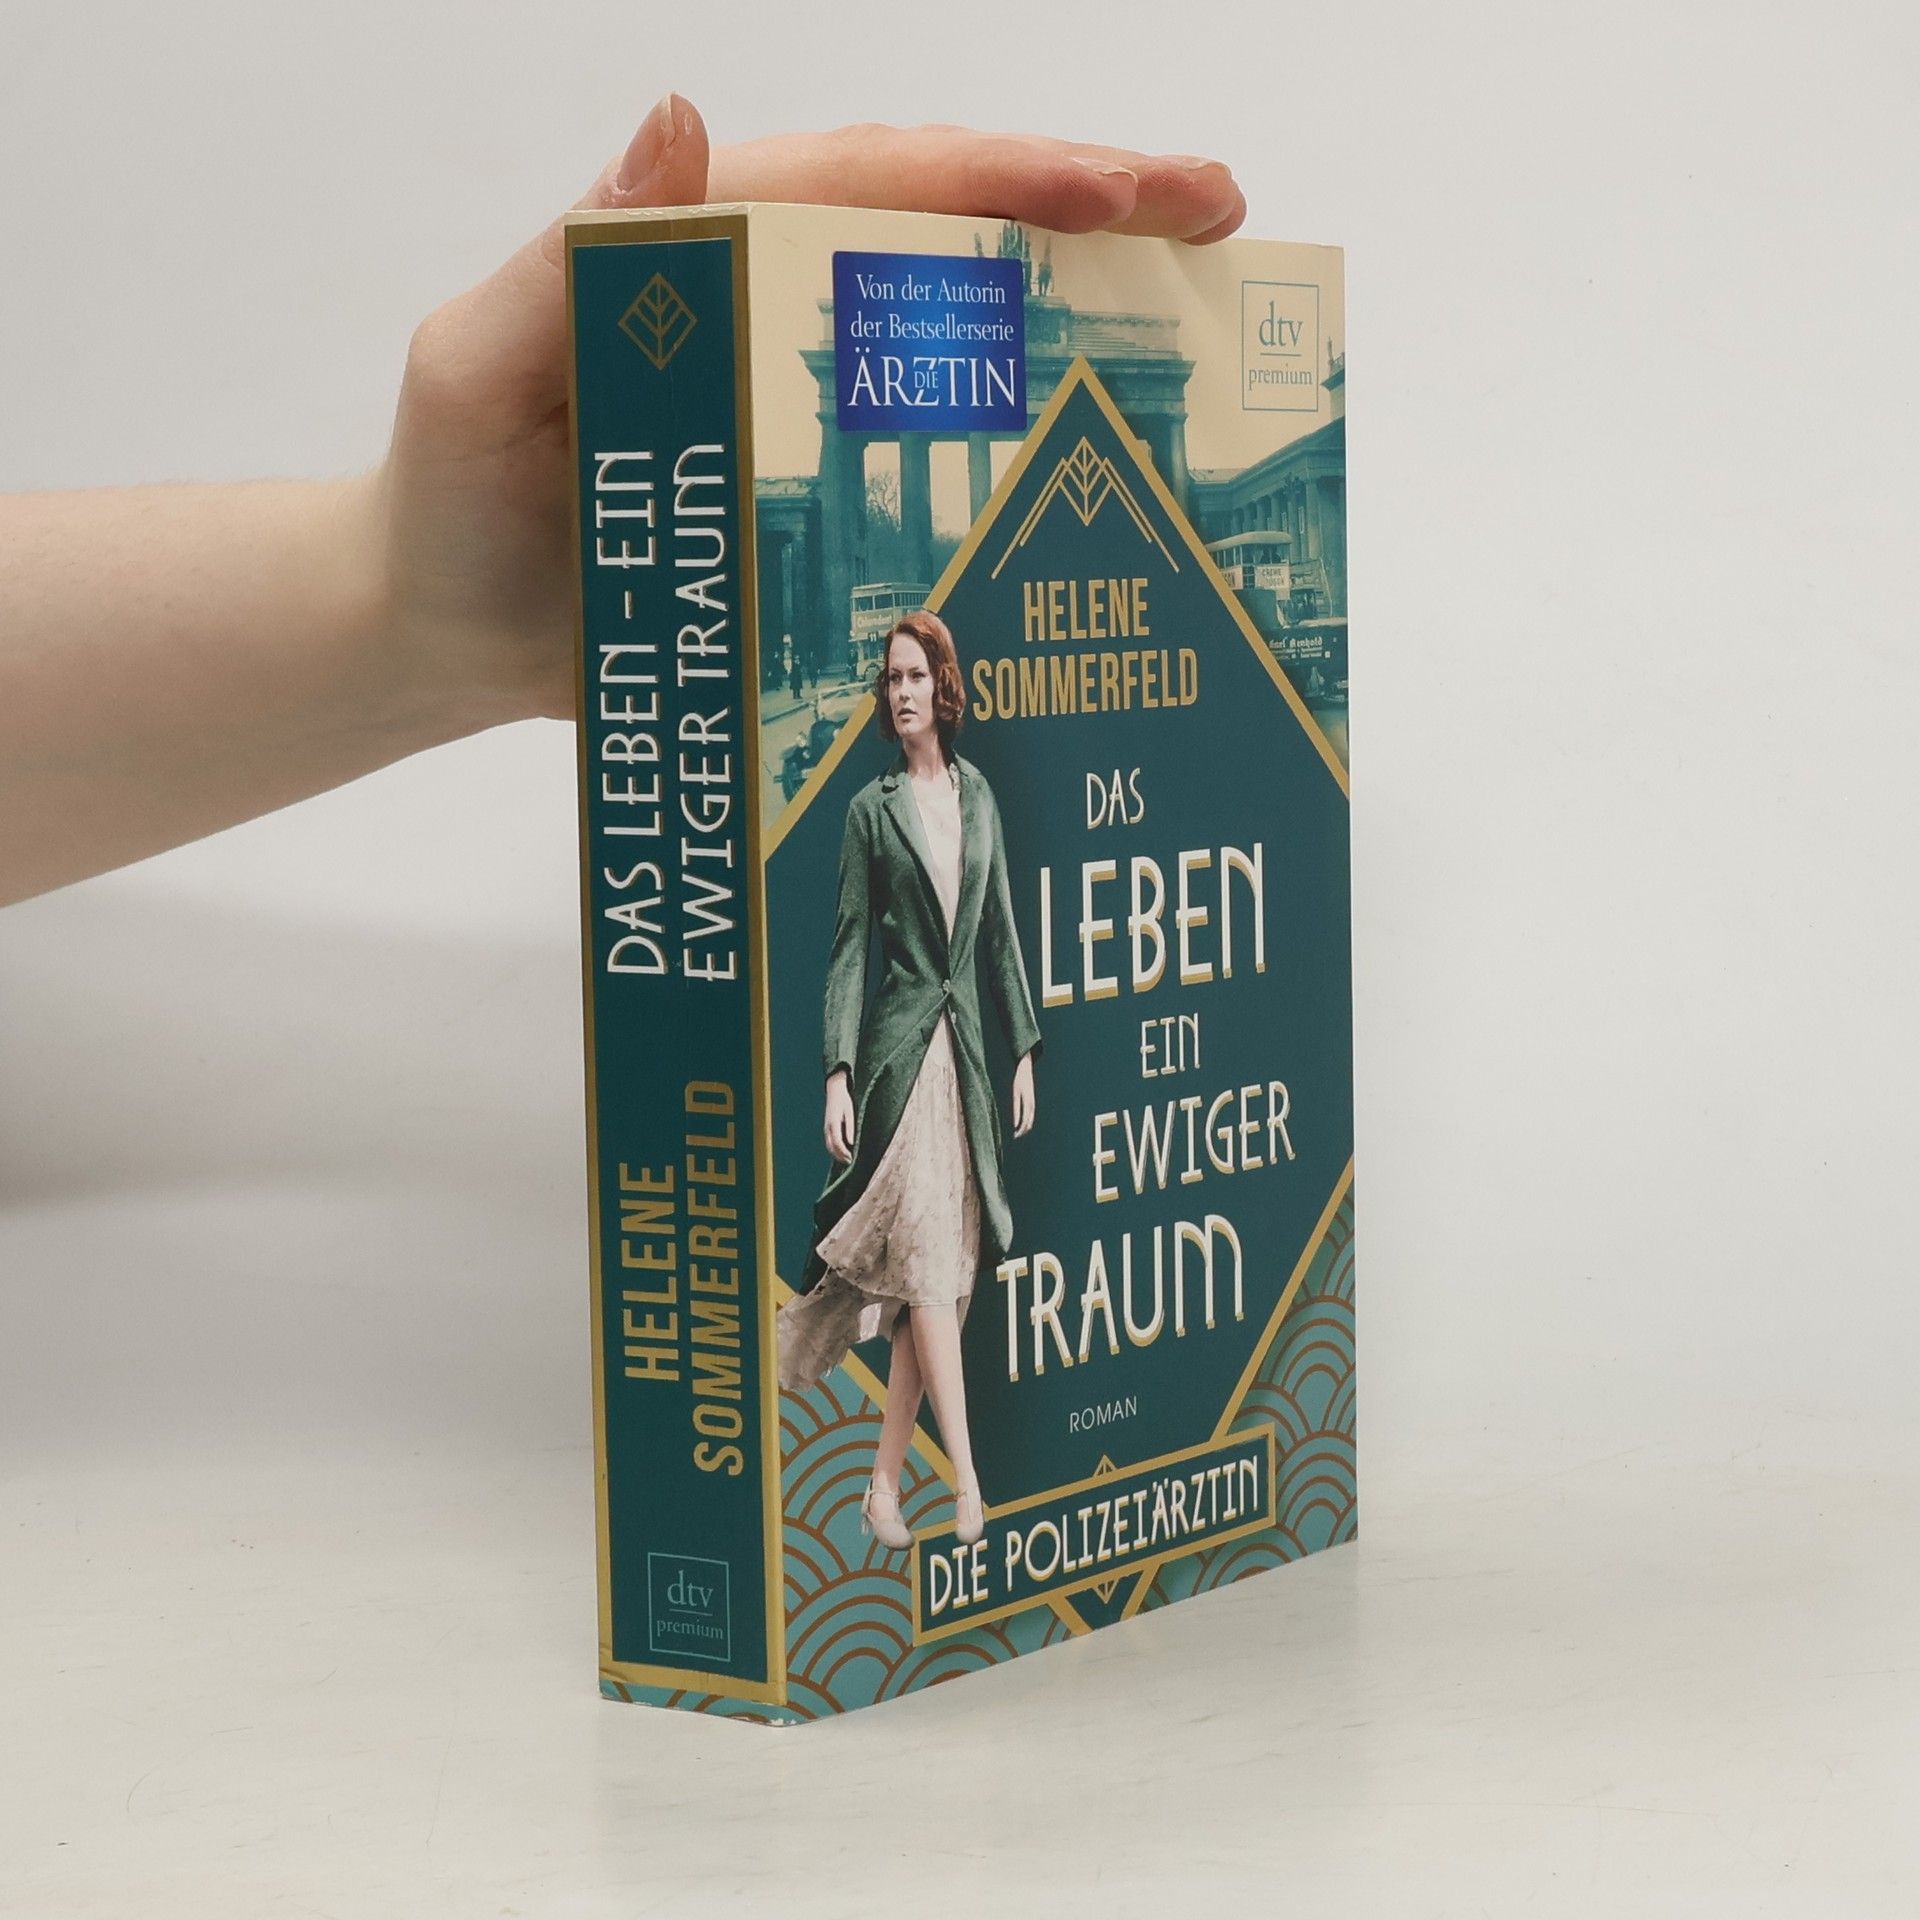 DAS LEBEN - EIN
EWIGER TRAUM
HELENE
SOMMERFELD
dtv
premium
Von der Autorin
der Bestsellerserie
DIE
ÄRZTIN
dtv
premium
HELENE
SOMMERFELD
DAS
LEBEN
EIN
EWIGER
TRAUM
ROMAN
DIE POLIZEIÄRZTIN